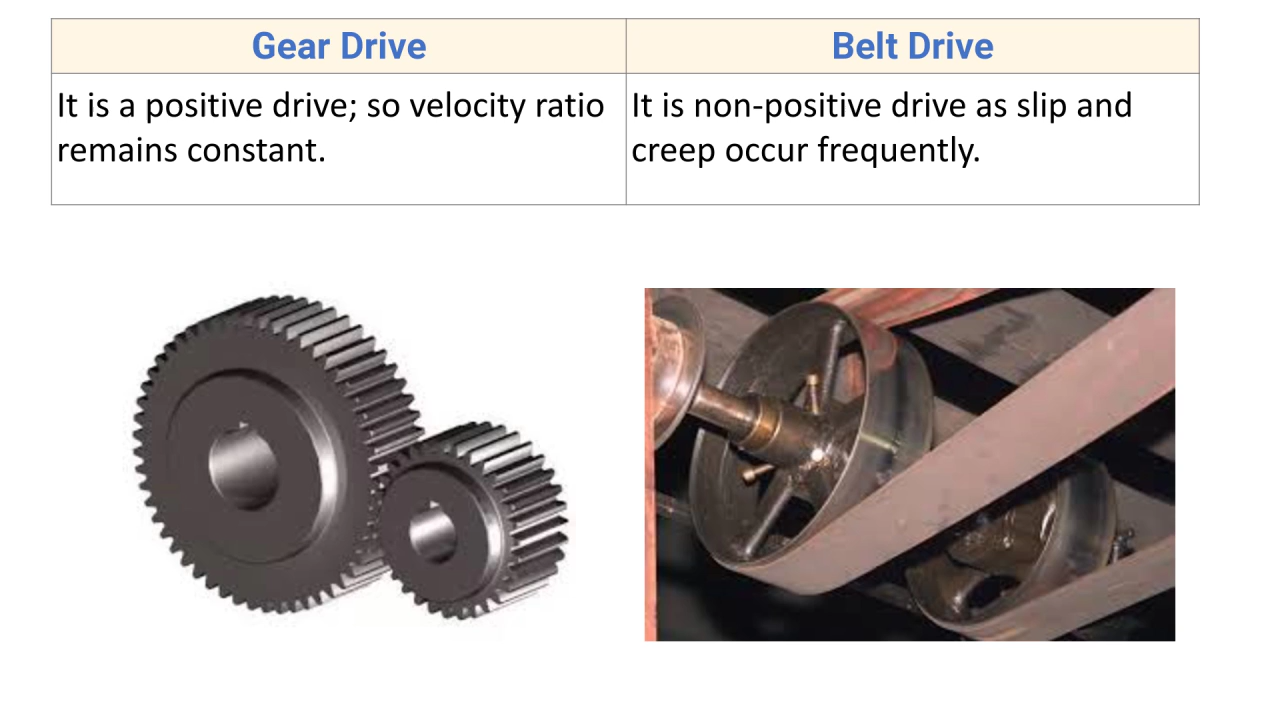 Gear Drive
Belt Drive
It is a positive drive; so velocity ratio
remains constant.
It is non-positive drive as slip and
creep occur frequently.